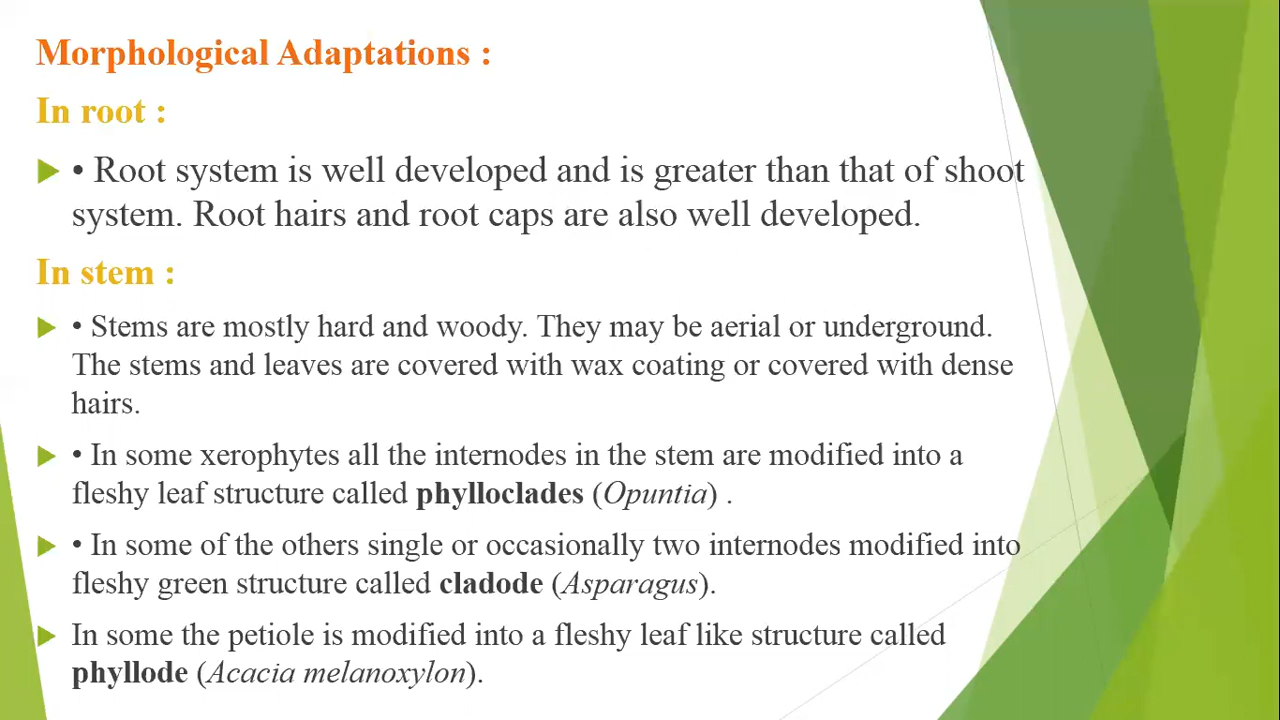 Morphological Adaptations :
In root :
• Root system is well developed and is greater than that of shoot
system. Root hairs and root caps are also well developed.
In stem :
• Stems are mostly hard and woody. They may be aerial or underground.
The stems and leaves are covered with wax coating or covered with dense
hairs.
• In some xerophytes all the internodes in the stem are modified into a
fleshy leaf structure called phylloclades (Opuntia) .
• In some of the others single or occasionally two internodes modified into
fleshy green structure called cladode (Asparagus).
In some the petiole is modified into a fleshy leaf like structure called
phyllode (Acacia melanoxylon).